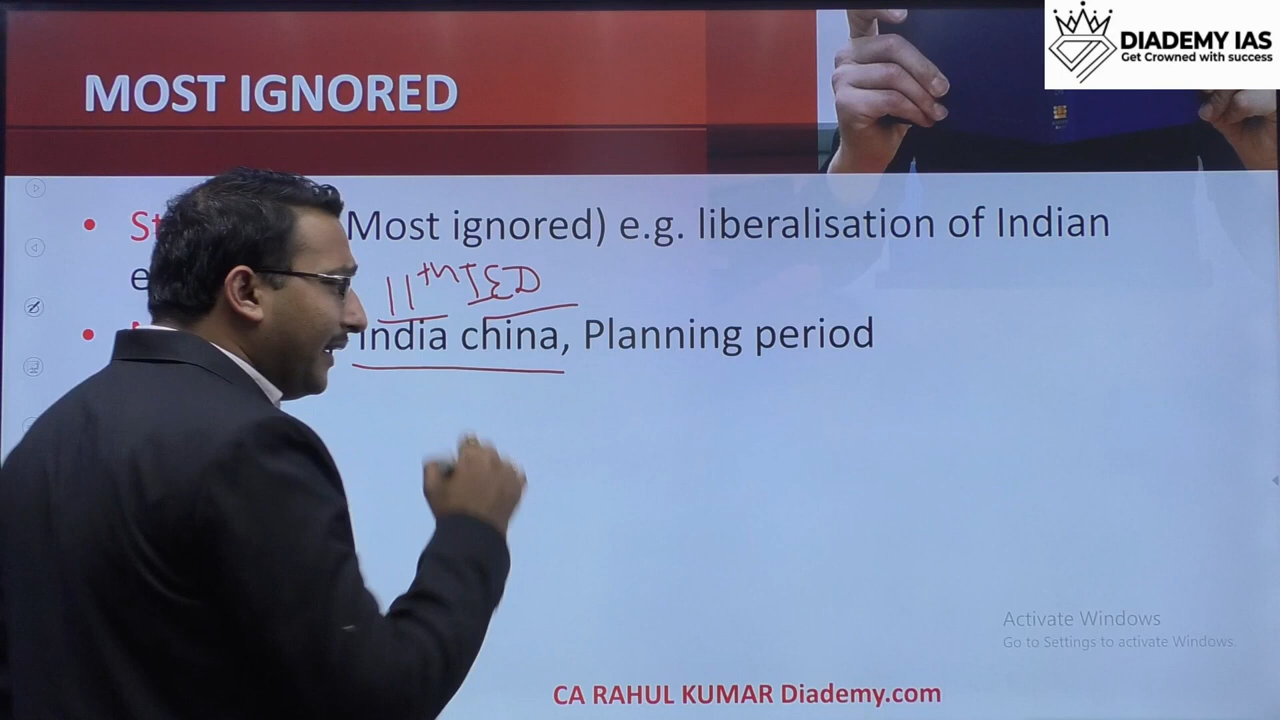 DIADEMY IAS
Get Crowned with success
MOST IGNORED
• St Most ignored) e.g. liberalisation of Indian
e
11th IED
• India china, Planning period
Activate Windows
Go to Settings to activate Windows.
CA RAHUL KUMAR Diademy.com